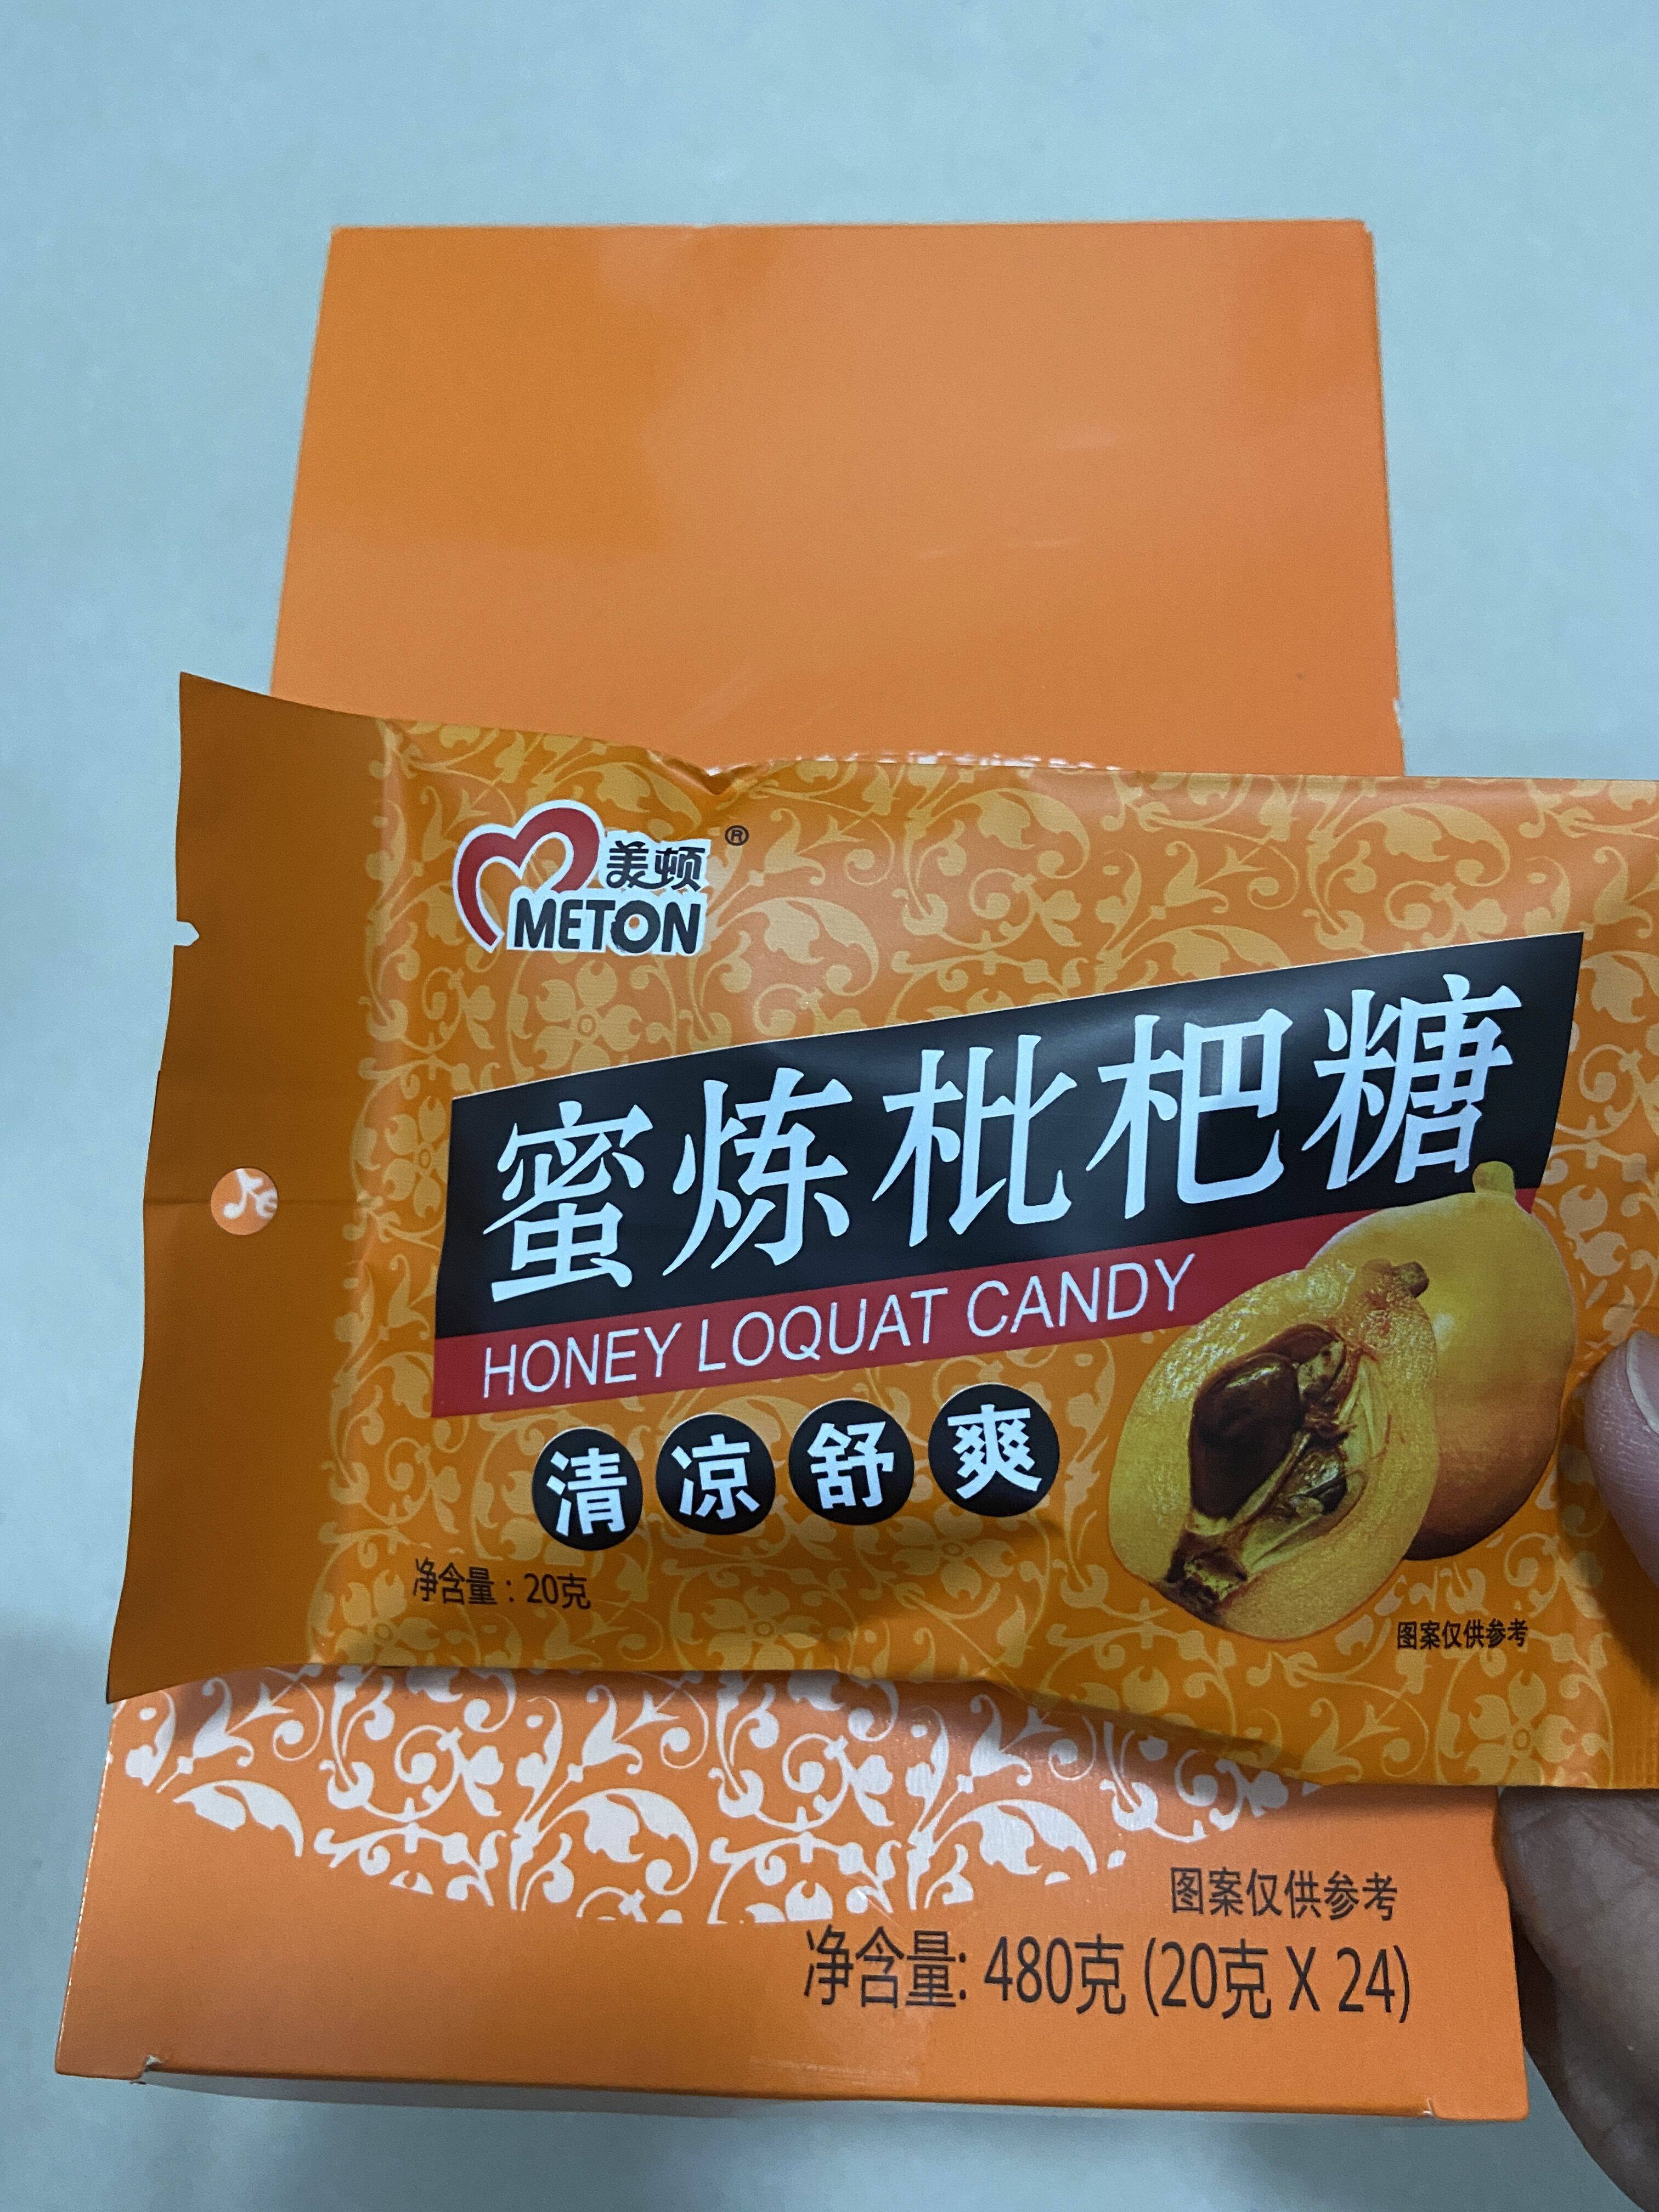 美顿
®
METON
蜜炼枇杷糖
HONEY LOQUAT CANDY
清凉舒爽
净含量：20克
图案仅供参考
图案仅供参考
净含量: 480克 (20克 X 24)